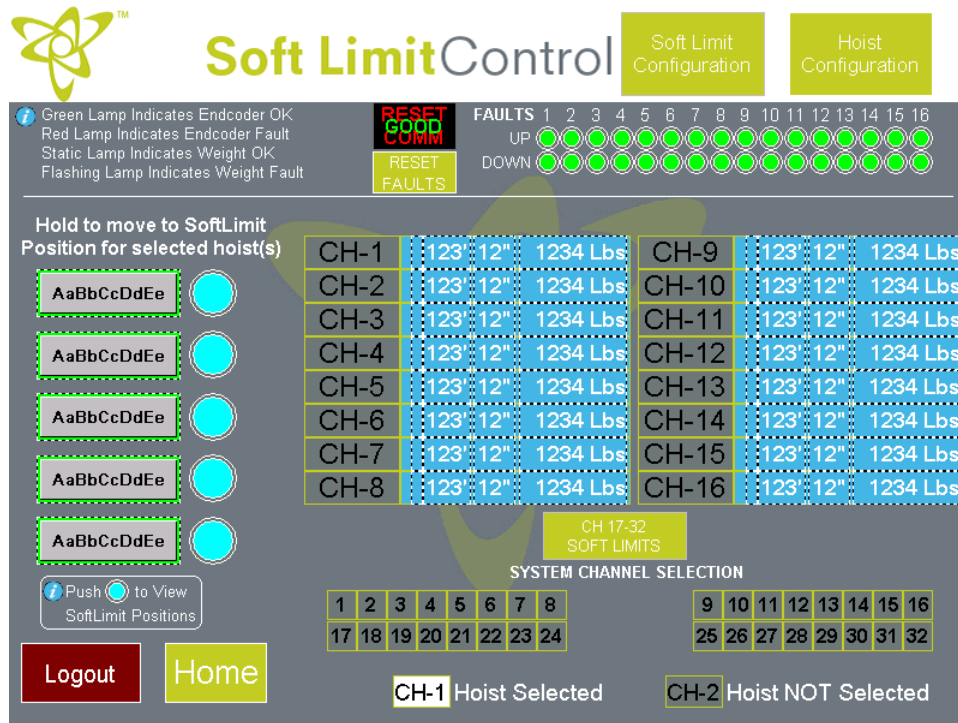 TM
Soft LimitControl
Soft Limit
Configuration
Hoist
Configuration
i Green Lamp Indicates Endcoder OK
Red Lamp Indicates Endcoder Fault
Static Lamp Indicates Weight OK
Flashing Lamp Indicates Weight Fault
RESET
GOOD
COMM
RESET
FAULTS
FAULTS 1 2 3 4 5 6 7 8 9 10 11 12 13 14 15 16
UP
DOWN
Hold to move to SoftLimit
Position for selected hoist(s)
AaBbCcDdEe
AaBbCcDdEe
AaBbCcDdEe
AaBbCcDdEe
AaBbCcDdEe
i Push to View
SoftLimit Positions
CH-1 123' 12" 1234 Lbs CH-9 123' 12" 1234 Lbs
CH-2 123' 12" 1234 Lbs CH-10 123' 12" 1234 Lbs
CH-3 123' 12" 1234 Lbs CH-11 123' 12" 1234 Lbs
CH-4 123' 12" 1234 Lbs CH-12 123' 12" 1234 Lbs
CH-5 123' 12" 1234 Lbs CH-13 123' 12" 1234 Lbs
CH-6 123' 12" 1234 Lbs CH-14 123' 12" 1234 Lbs
CH-7 123' 12" 1234 Lbs CH-15 123' 12" 1234 Lbs
CH-8 123' 12" 1234 Lbs CH-16 123' 12" 1234 Lbs
CH 17-32
SOFT LIMITS
SYSTEM CHANNEL SELECTION
1 2 3 4 5 6 7 8 9 10 11 12 13 14 15 16
17 18 19 20 21 22 23 24 25 26 27 28 29 30 31 32
Logout
Home
CH-1 Hoist Selected
CH-2 Hoist NOT Selected